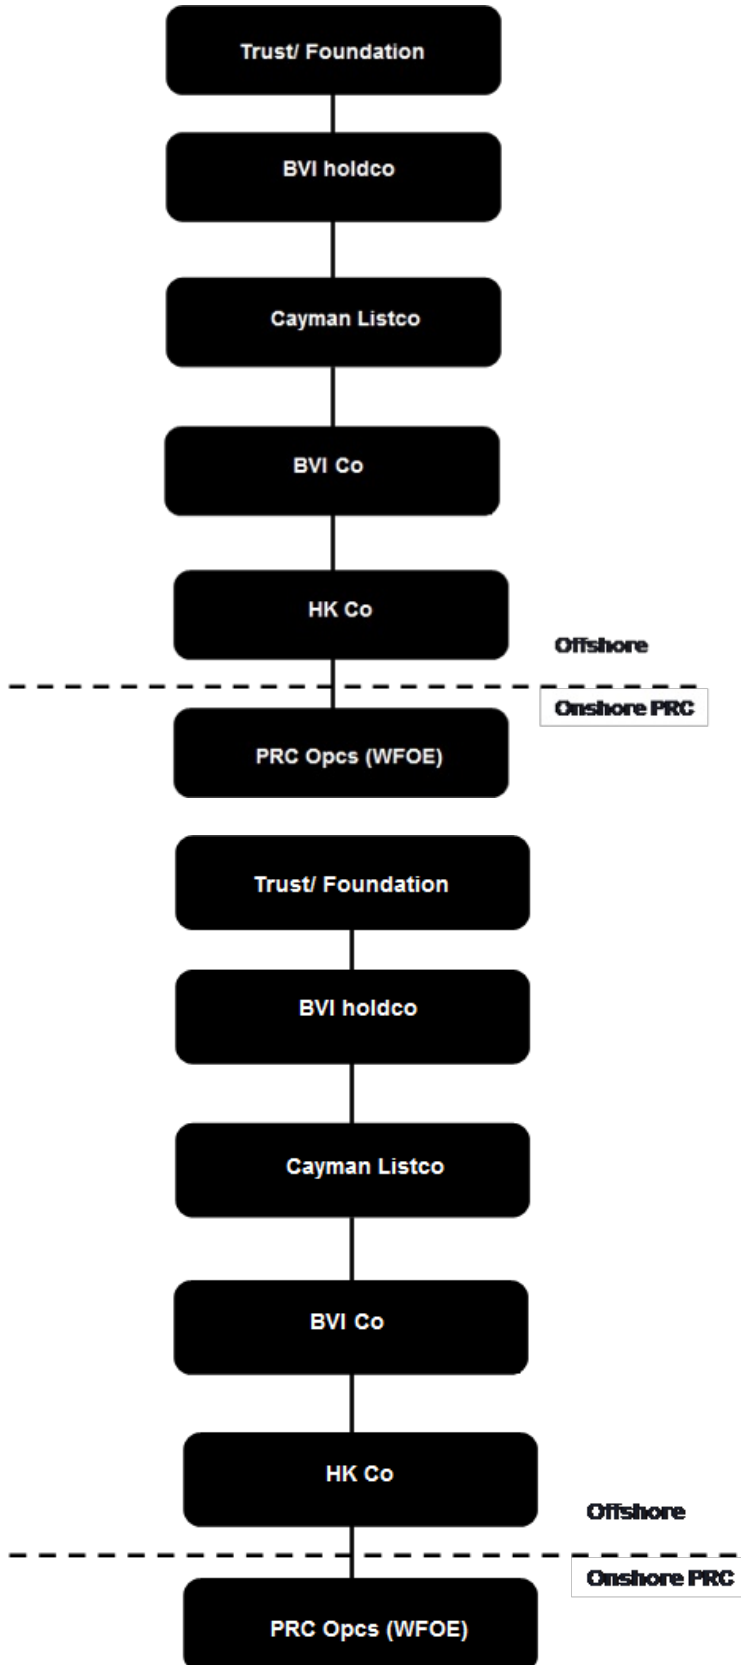 Trust/ Foundation
BVI holdco
Cayman Listco
BVI Co
HK Co
Offshore
Onshore PRC
PRC Opcs (WFOE)
Trust/ Foundation
BVI holdco
Cayman Listco
BVI Co
HK Co
Offshore
Onshore PRC
PRC Opcs (WFOE)